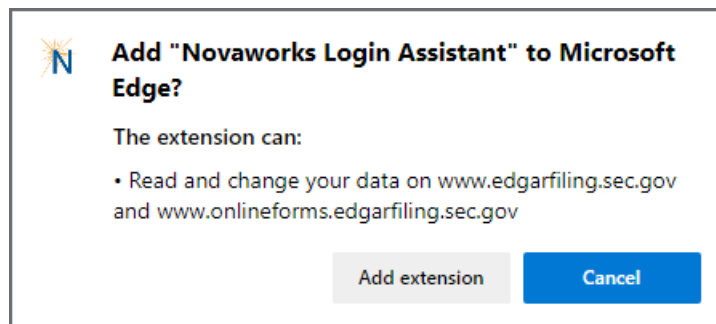 N
Add "Novaworks Login Assistant" to Microsoft
Edge?
The extension can:
• Read and change your data on www.edgarfiling.sec.gov
and www.onlineforms.edgarfiling.sec.gov
Add extension
Cancel